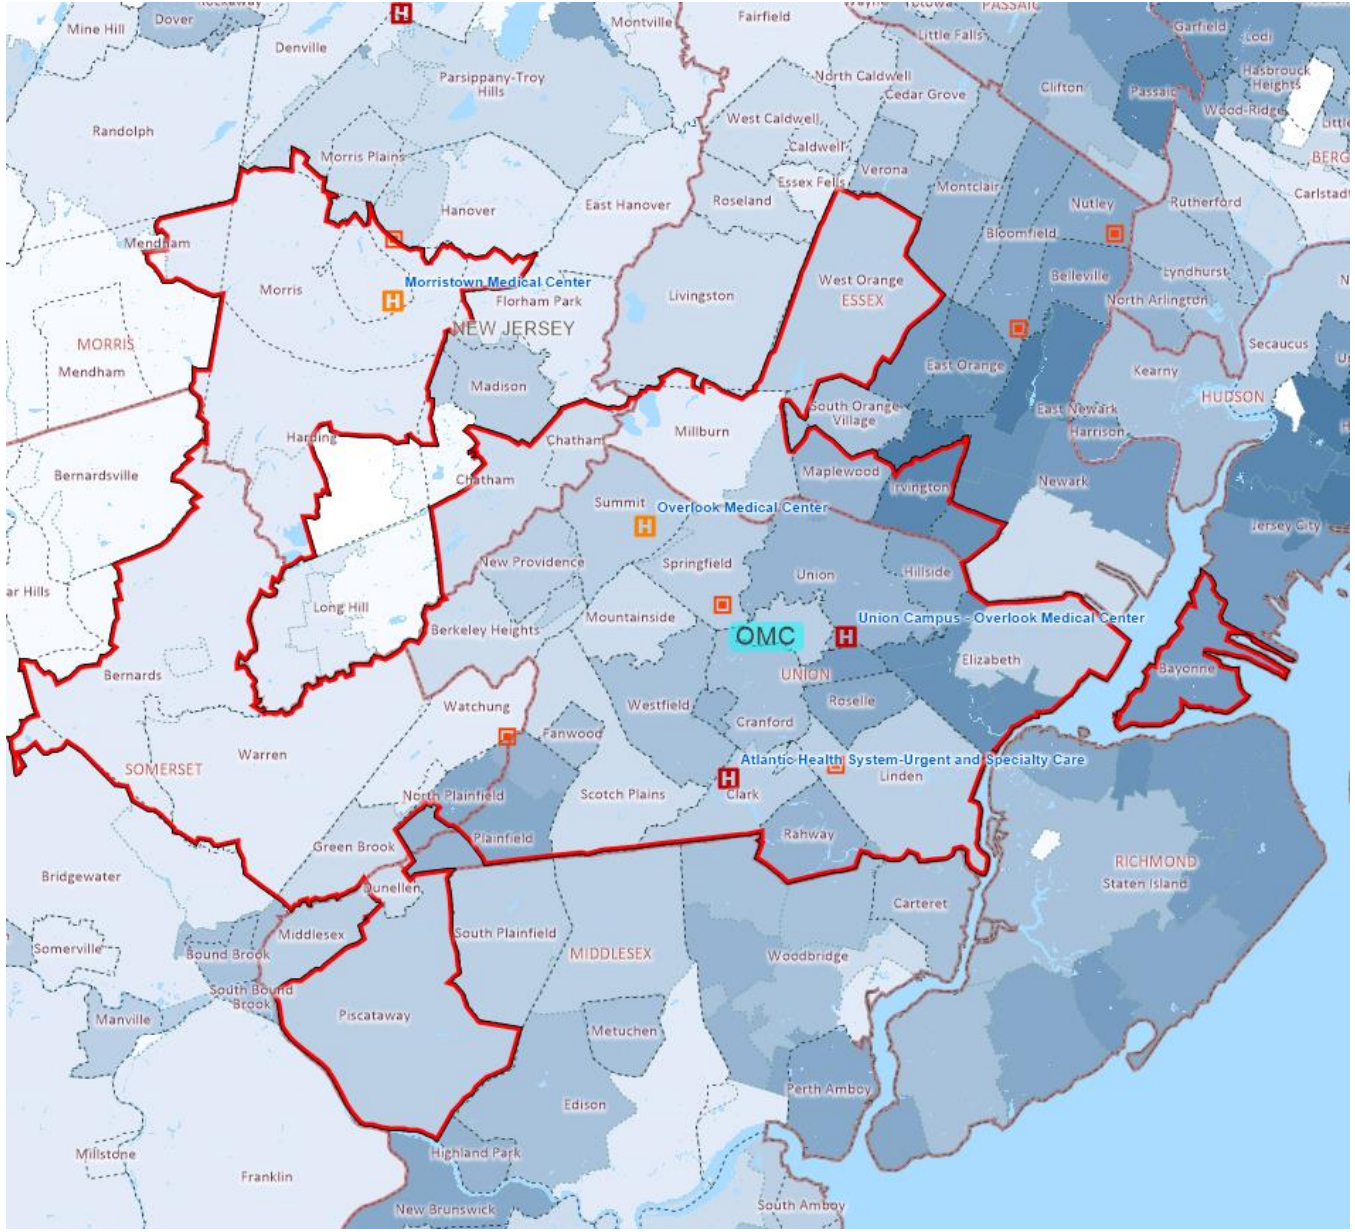 Mine Hill
Dover
Denville
Montville
Fairfield
PASSAIC
Little Falls
Garfield
Lodi
Hasbrouck
Heights
Parsippany-Troy
Hills
North Caldwell
Cedar Grove
Clifton
Passaic
Wood-Ridge
Randolph
West Caldwell
Caldwell
Morris Plains
Essex Fells
Verona
Montclair
BERG
Carlstadt
Hanover
East Hanover
Roseland
Nutley
Rutherford
Mendham
Bloomfield
Morris
Morristown Medical Center
Florham Park
Livingston
West Orange
ESSEX
Belleville
Lyndhurst
North Arlington
NEW JERSEY
MORRIS
Mendham
Madison
East Orange
Secaucus
Kearny
HUDSON
South Orange
Village
East Newark
Harrison
Harding
Chatham
Millburn
Bernardsville
Chatham
Maplewood
Irvington
Newark
Summit
Overlook Medical Center
Jersey City
New Providence
Springfield
Union
Hillside
ar Hills
Long Hill
Berkeley Heights
Mountainside
OMC
Union Campus - Overlook Medical Center
Elizabeth
Bernards
UNION
Bayonne
Watchung
Westfield
Roselle
Cranford
Fanwood
Warren
SOMERSET
Atlantic Health System-Urgent and Specialty Care
Linden
North Plainfield
Scotch Plains
Clark
Plainfield
Rahway
Green Brook
RICHMOND
Staten Island
Bridgewater
Dunellen
Carteret
Middlesex
South Plainfield
Somerville
Bound Brook
MIDDLESEX
Woodbridge
South Bound
Brook
Manville
Piscataway
Metuchen
Perth Amboy
Edison
Millstone
Highland Park
Franklin
New Brunswick
South Amboy